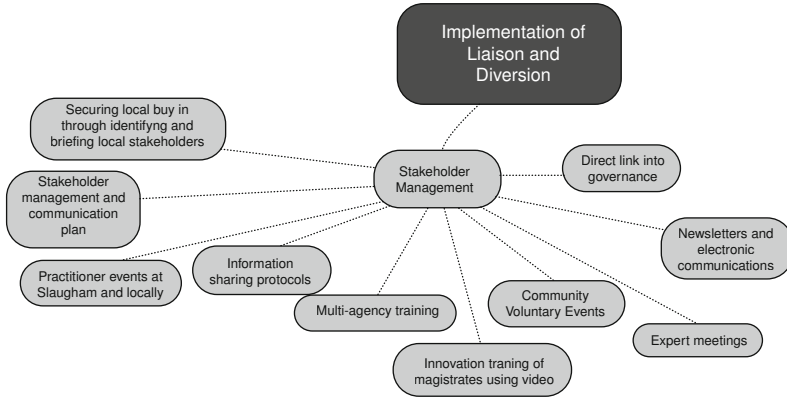 Implementation of
Liaison and
Diversion
Securing local buy in
through identifyng and
briefing local stakeholders
Stakeholder
Management
Direct link into
governance
Stakeholder
management and
communication
plan
Newsletters and
electronic
communications
Practitioner events at
Slaugham and locally
Information
sharing protocols
Multi-agency training
Community
Voluntary Events
Expert meetings
Innovation traning of
magistrates using video